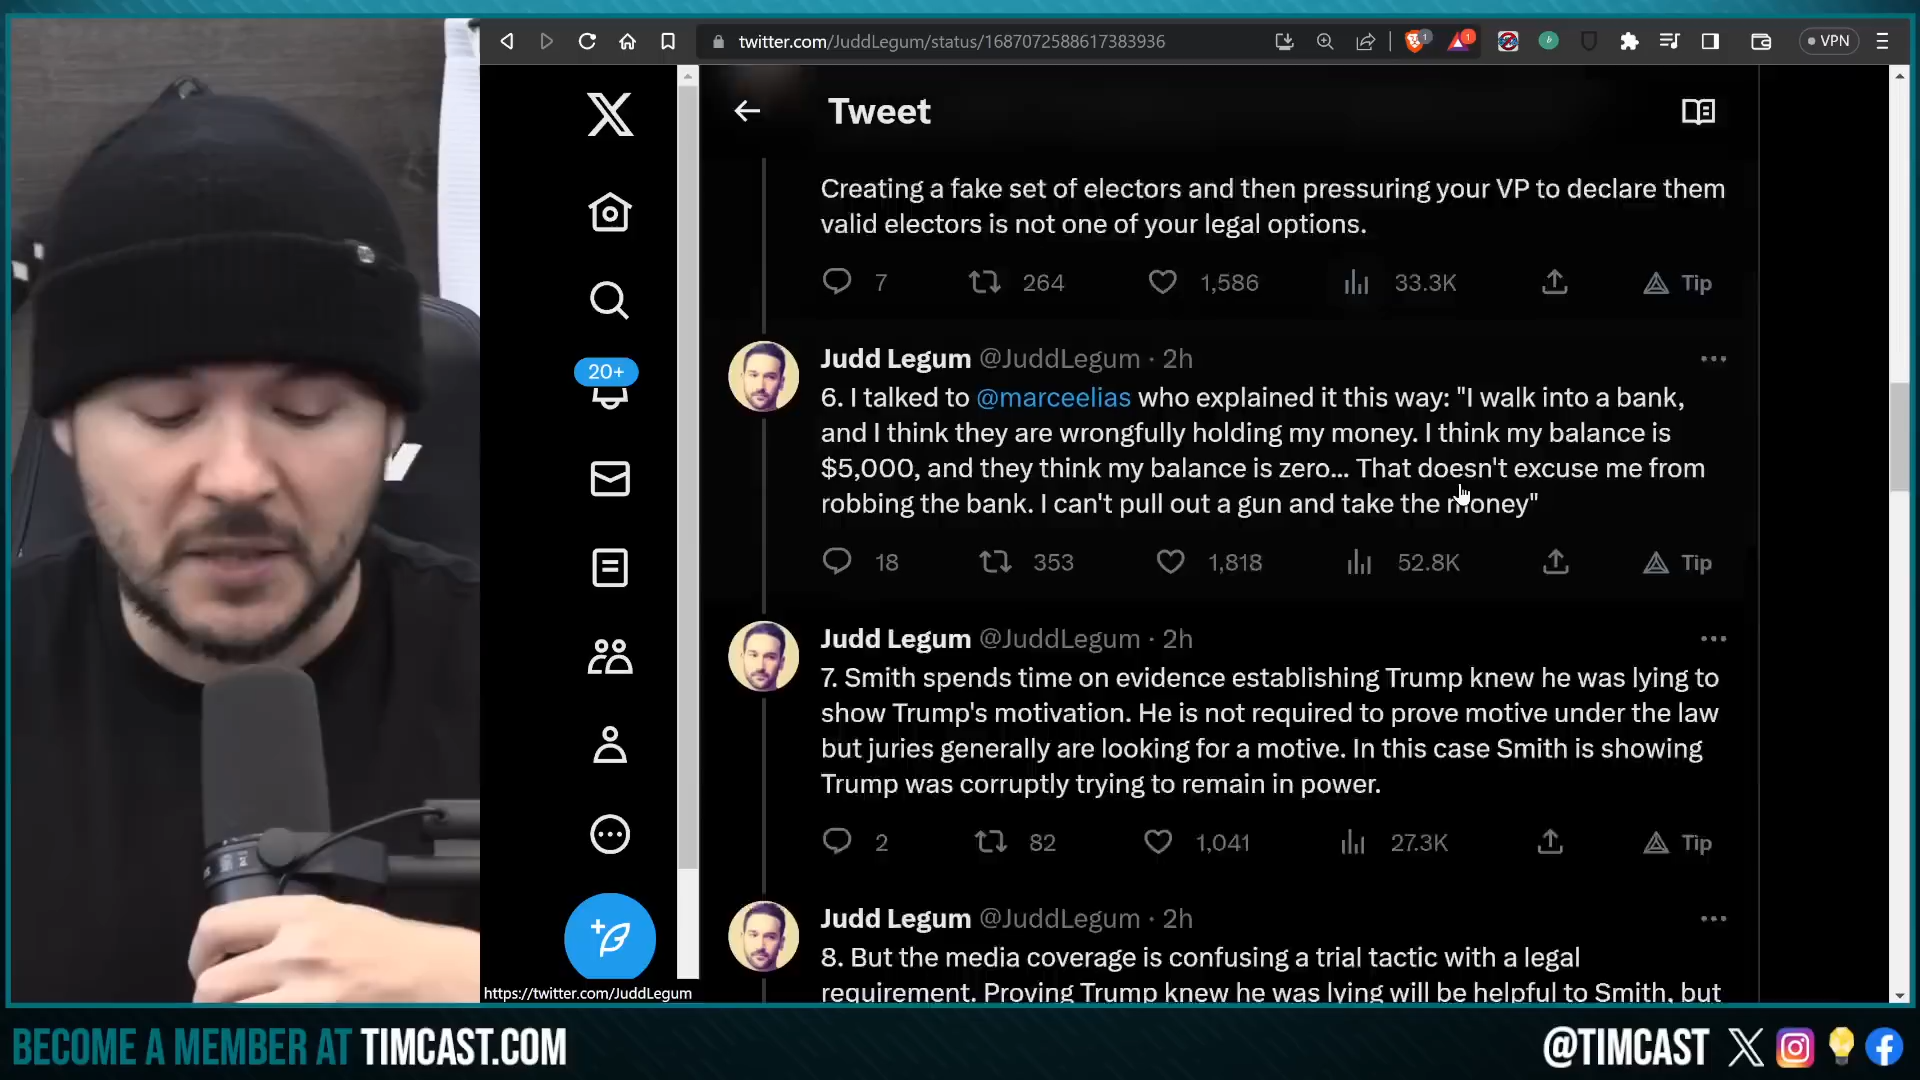 twitter.com/JuddLegum/status/1687072588617383936
1
1
VPN
Tweet
Creating a fake set of electors and then pressuring your VP to declare them
valid electors is not one of your legal options.
7 264 1,586 33.3K Tip
20+
Judd Legum @JuddLegum · 2h
6. I talked to @marceelias who explained it this way: "I walk into a bank,
and I think they are wrongfully holding my money. I think my balance is
$5,000, and they think my balance is zero... That doesn't excuse me from
robbing the bank. I can't pull out a gun and take the money"
18 353 1,818 52.8K Tip
Judd Legum @JuddLegum · 2h
7. Smith spends time on evidence establishing Trump knew he was lying to
show Trump's motivation. He is not required to prove motive under the law
but juries generally are looking for a motive. In this case Smith is showing
Trump was corruptly trying to remain in power.
2 82 1,041 27.3K Tip
Judd Legum @JuddLegum · 2h
8. But the media coverage is confusing a trial tactic with a legal
requirement. Proving Trump knew he was lying will be helpful to Smith, but
https://twitter.com/JuddLegum
BECOME A MEMBER AT TIMCAST.COM
@TIMCAST